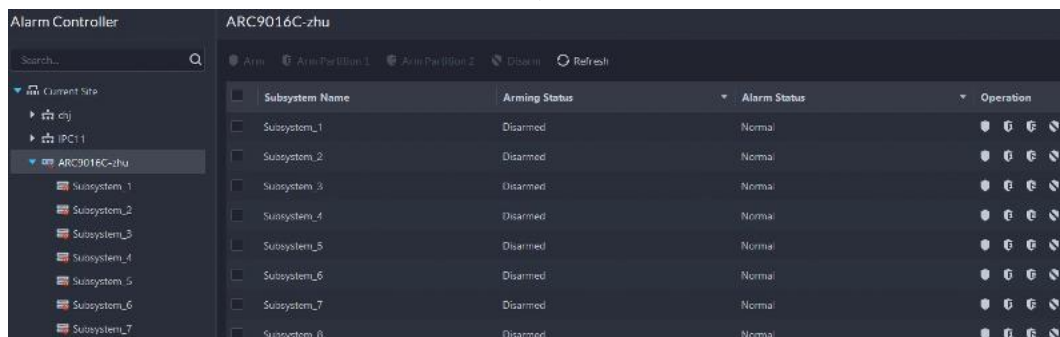 Alarm Controller
ARC9016C-zhu
Search...
Arm Arm Partition 1 Arm Partition 2 Disarm Refresh
Subsystem Name Arming Status Alarm Status Operation
Current Site
chj
IPC11
ARC9016C-zhu
Subsystem_1
Subsystem_2
Subsystem_3
Subsystem_4
Subsystem_5
Subsystem_6
Subsystem_7
Subsystem_1 Disarmed Normal
Subsystem_2 Disarmed Normal
Subsystem_3 Disarmed Normal
Subsystem_4 Disarmed Normal
Subsystem_5 Disarmed Normal
Subsystem_6 Disarmed Normal
Subsystem_7 Disarmed Normal
Subsystem_8 Disarmed Normal